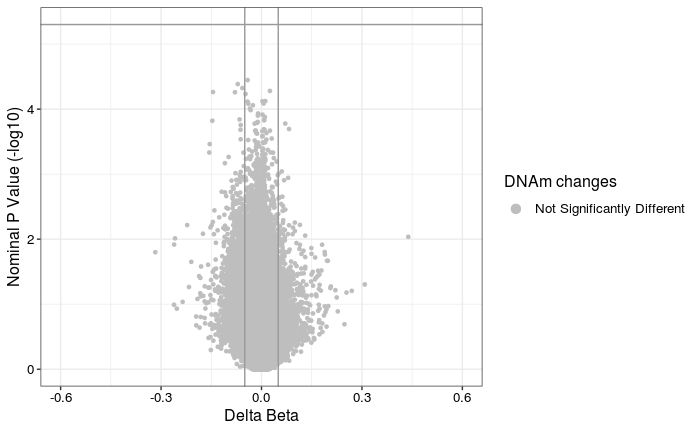 Nominal P Value (-log10)
4
2
0
-0.6
-0.3
0.0
0.3
0.6
Delta Beta
DNAm changes
Not Significantly Different